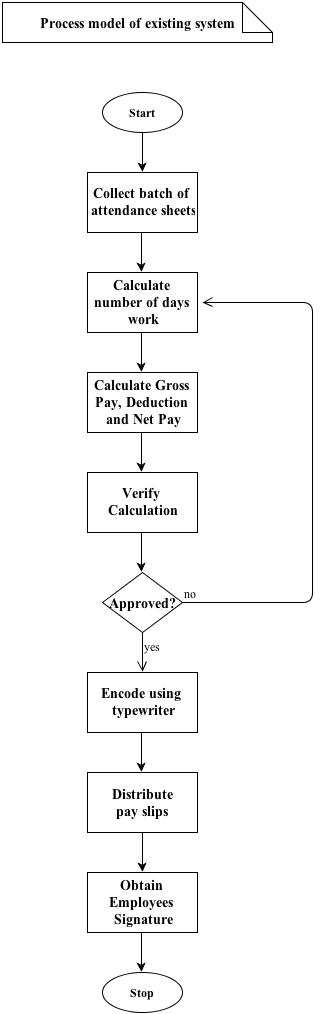 Process model of existing system
Start
Collect batch of
attendance sheets
Calculate
number of days
work
Calculate Gross
Pay, Deduction
and Net Pay
Verify
Calculation
Approved?
no
yes
Encode using
typewriter
Distribute
pay slips
Obtain
Employees
Signature
Stop